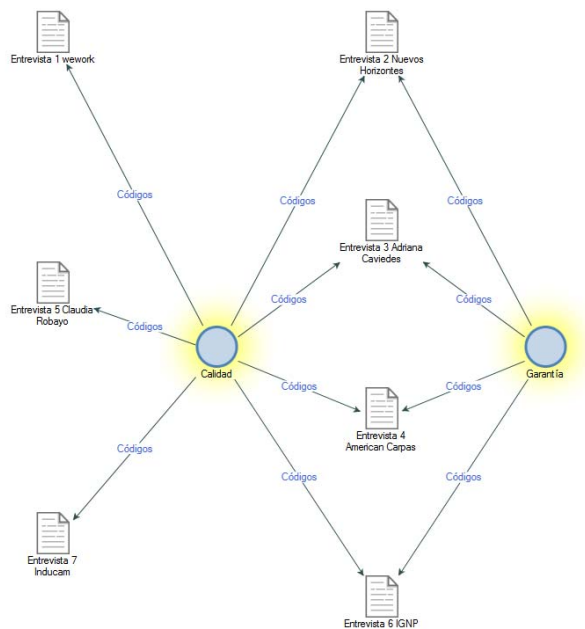 Entrevista 1 wework
Entrevista 2 Nuevos
Horizontes
Códigos
Códigos
Códigos
Entrevista 3 Adriana
Caviedes
Entrevista 5 Claudia
Robayo
Códigos
Códigos
Códigos
Calidad
Garantía
Códigos
Códigos
Entrevista 4
American Carpas
Códigos
Códigos
Códigos
Entrevista 7
Inducam
Entrevista 6 IGNP